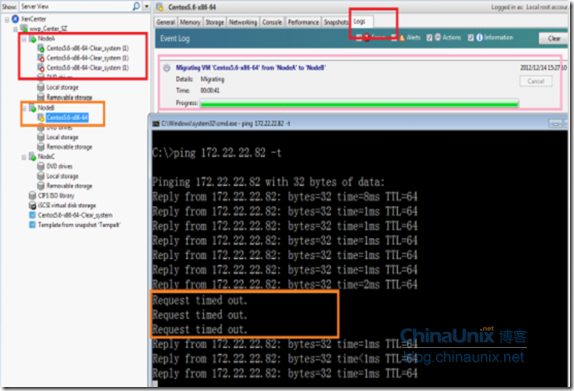 Show: Server View
XenCenter
NodeA
Centos5.6-x86-64-Clear_system (1)
Centos5.6-x86-64-Clear_system (1)
Centos5.6-x86-64-Clear_system (1)
DVD drives
Local storage
Removable storage
NodeB
Centos5.6-x86-64
DVD drives
Local storage
Removable storage
NodeC
DVD drives
Local storage
Removable storage
CIFS ISO library
iSCSI virtual disk storage
Centos5.6-x86-64-Clear_system
Centos5.6-x86-64
Logged in as: Local root account
General Memory Storage Networking Console Performance Snapshots Logs
Event Log
Alerts Actions Information Clear
Migrating VM 'Centos5.6-x86-64' from 'NodeA' to 'NodeB'
Details: Migrating
Time: 00:00:41
Progress:
Cancel
C:\Windows\system32\cmd.exe - ping 172.22.22.82 -t
C:\>ping 172.22.22.82 -t
Pinging 172.22.22.82 with 32 bytes of data:
Reply from 172.22.22.82: bytes=32 time=8ms TTL=64
Reply from 172.22.22.82: bytes=32 time=1ms TTL=64
Reply from 172.22.22.82: bytes=32 time=1ms TTL=64
Reply from 172.22.22.82: bytes=32 time=1ms TTL=64
Reply from 172.22.22.82: bytes=32 time=1ms TTL=64
Reply from 172.22.22.82: bytes=32 time=1ms TTL=64
Reply from 172.22.22.82: bytes=32 time=2ms TTL=64
Request timed out.
Request timed out.
Request timed out.
Reply from 172.22.22.82: bytes=32 time=1ms TTL=64
Reply from 172.22.22.82: bytes=32 time<1ms TTL=64
Reply from 172.22.22.82: bytes=32 time=1ms TTL=64
ChinaUnix.net 博客
blog.chinaunix.net